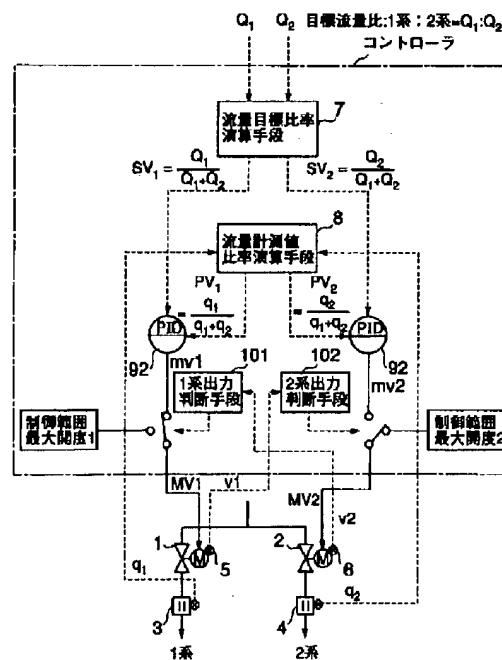 Q₁ Q₂ 目標流量比:1系:2系=Q₁:Q₂
コントローラ
7
流量目標比率
演算手段
SV₁ = Q₁/(Q₁+Q₂)
SV₂ = Q₂/(Q₁+Q₂)
8
流量計測値
比率演算手段
PV₁
= q₁/(q₁+q₂)
PV₂
= q₂/(q₁+q₂)
PID
92
PID
92
mv1
mv2
101
1系出力
判断手段
102
2系出力
判断手段
制御範囲
最大開度1
制御範囲
最大開度2
MV1
v1
MV2
v2
1
M
5
2
M
6
q₁
q₂
3
4
1系
2系